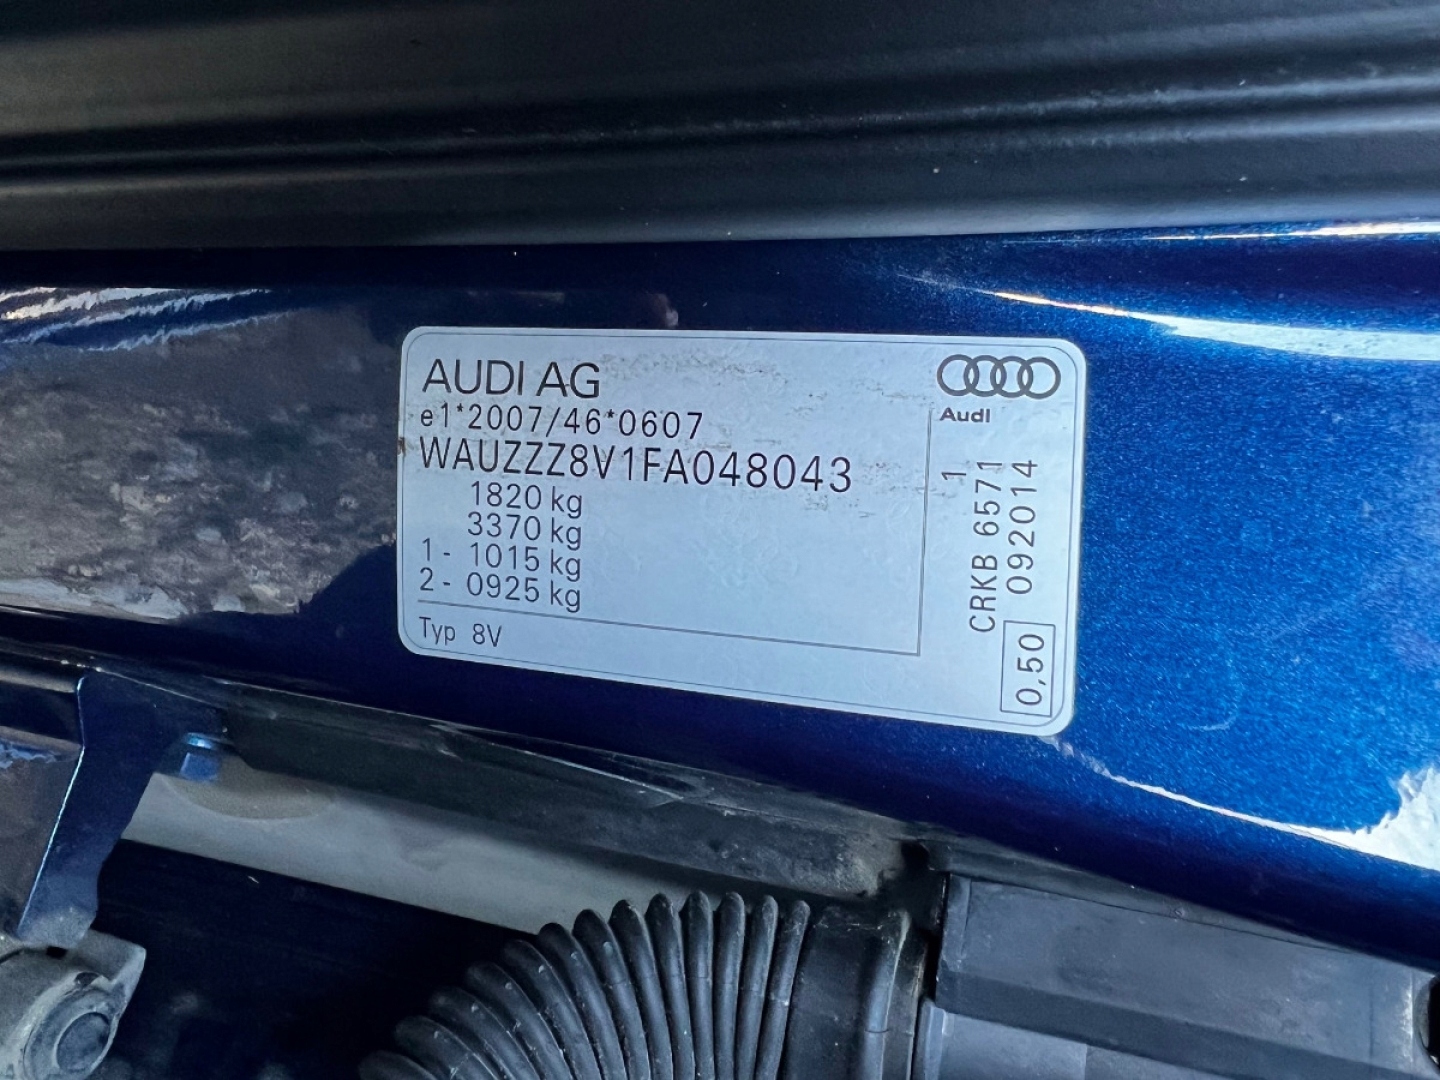 AUDI AG
e1*2007/46*0607
WAUZZZ8V1FA048043
1820 kg
3370 kg
1 - 1015 kg
2 - 0925 kg
Typ 8V
Audi
1
CRKB 6571
092014
0,50